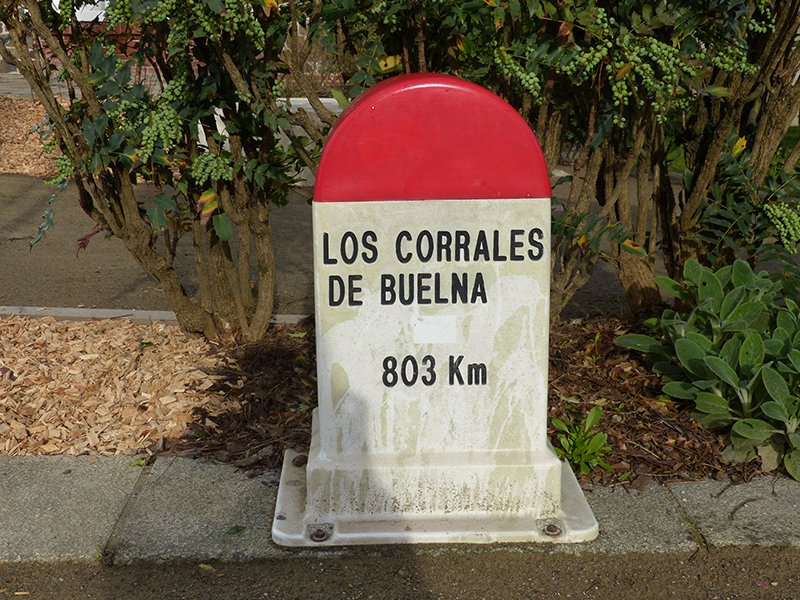 LOS CORRALES
DE BUELNA
803 Km